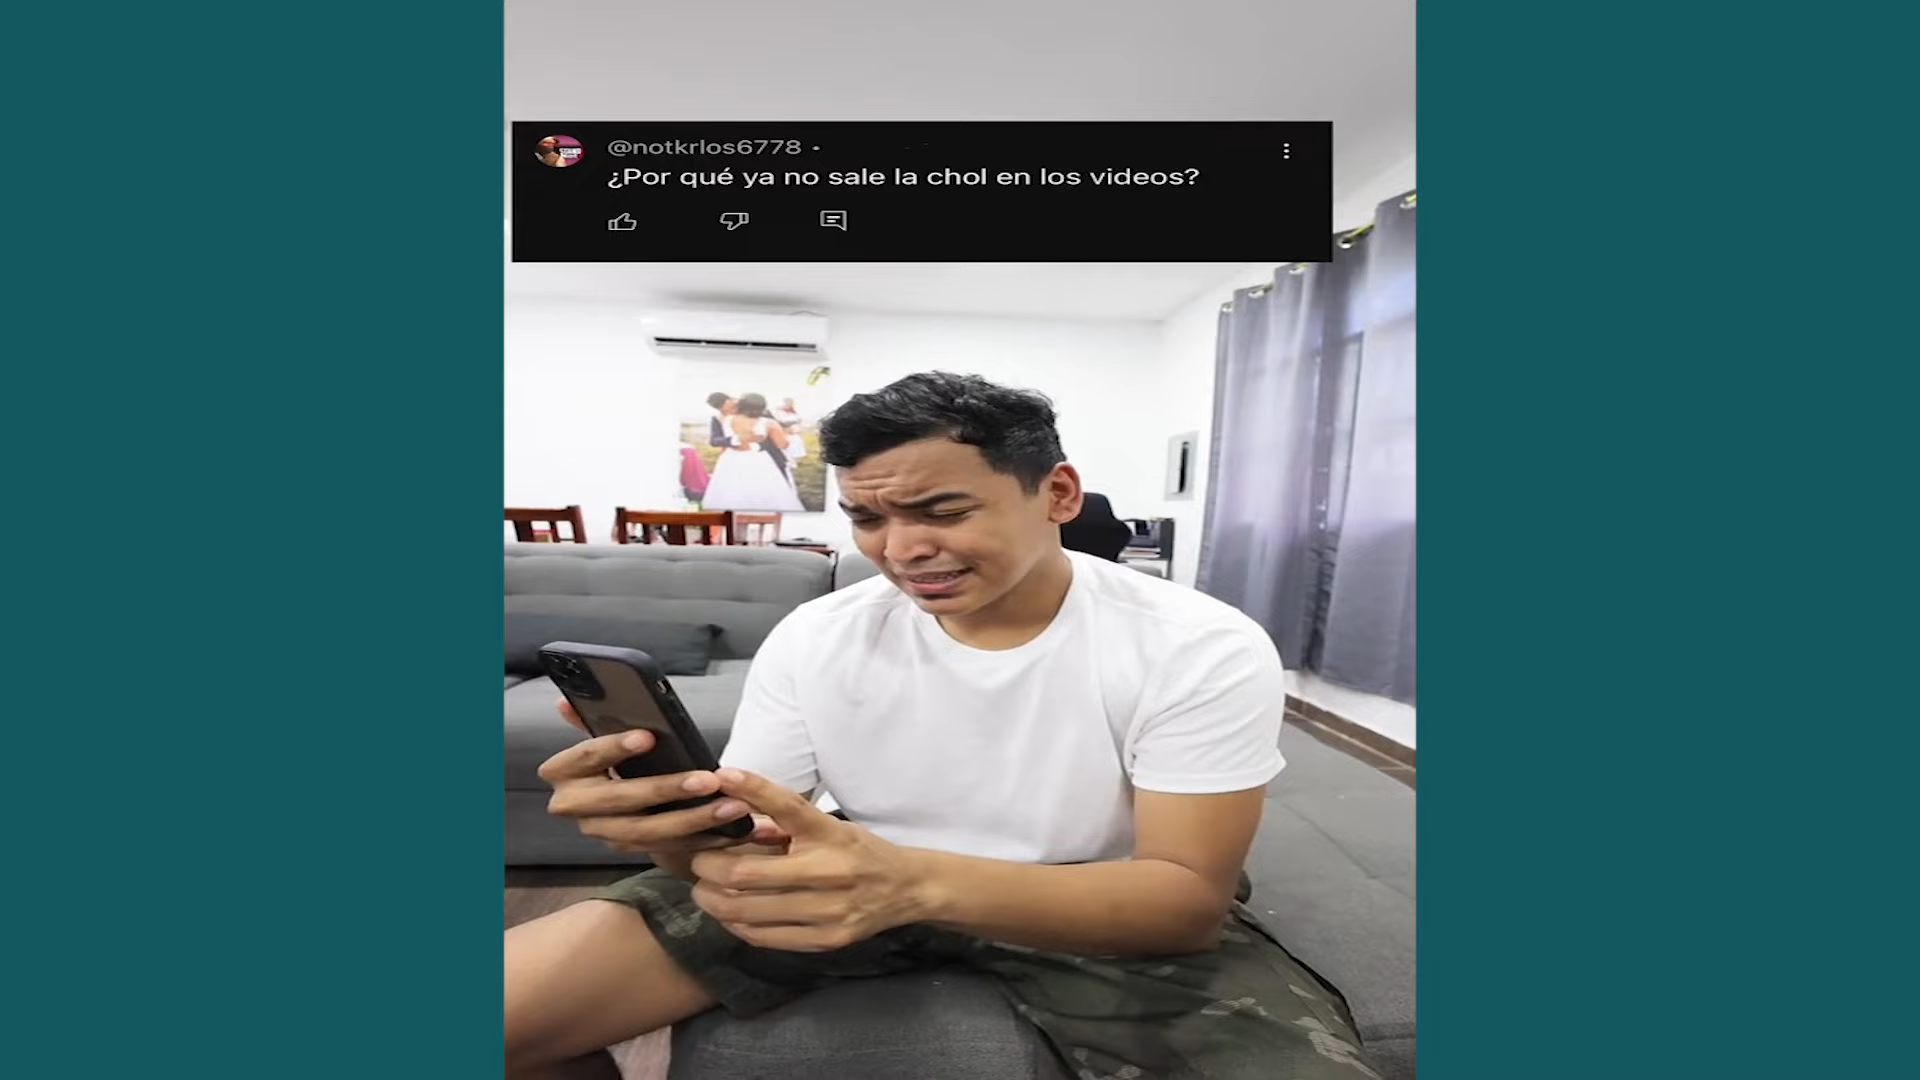 @notkrlos6778 •
¿Por qué ya no sale la chol en los videos?